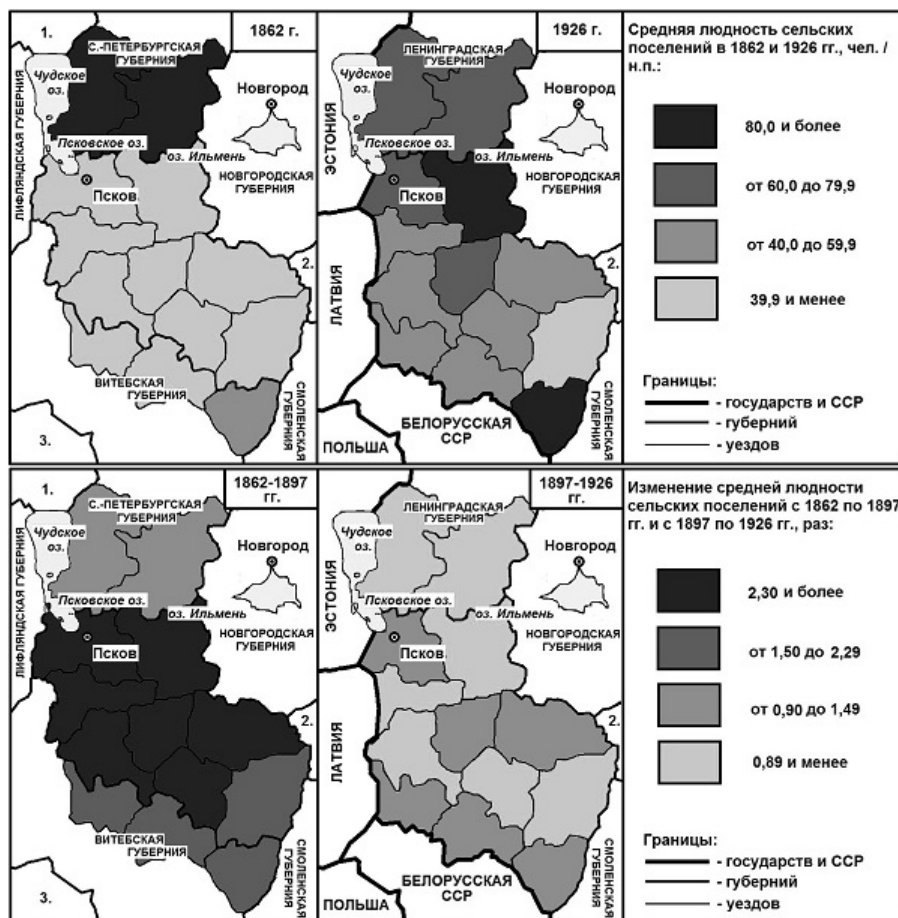 1.
С.-ПЕТЕРБУРГСКАЯ
ГУБЕРНИЯ
1862 г.
ЛИФЛЯНДСКАЯ ГУБЕРНИЯ
Чудское
оз.
Новгород
Псковское оз.
оз. Ильмень
НОВГОРОДСКАЯ
ГУБЕРНИЯ
Псков
2.
ВИТЕБСКАЯ
ГУБЕРНИЯ
СМОЛЕНСКАЯ
ГУБЕРНИЯ
3.
ЛЕНИНГРАДСКАЯ
ГУБЕРНИЯ
1926 г.
Чудское
оз.
Новгород
ЭСТОНИЯ
Псковское оз.
оз. Ильмень
НОВГОРОДСКАЯ
ГУБЕРНИЯ
Псков
2.
ЛАТВИЯ
СМОЛЕНСКАЯ
ГУБЕРНИЯ
БЕЛОРУССКАЯ
ССР
ПОЛЬША
Средняя людность сельских
поселений в 1862 и 1926 гг., чел. /
н.п.:
80,0 и более
от 60,0 до 79,9
от 40,0 до 59,9
39,9 и менее
Границы:
- государств и ССР
- губерний
- уездов
1.
С.-ПЕТЕРБУРГСКАЯ
ГУБЕРНИЯ
1862-1897
гг.
ЛИФЛЯНДСКАЯ ГУБЕРНИЯ
Чудское
оз.
Новгород
Псковское оз.
оз. Ильмень
НОВГОРОДСКАЯ
ГУБЕРНИЯ
Псков
2.
ВИТЕБСКАЯ
ГУБЕРНИЯ
СМОЛЕНСКАЯ
ГУБЕРНИЯ
3.
ЛЕНИНГРАДСКАЯ
ГУБЕРНИЯ
1897-1926
гг.
Чудское
оз.
Новгород
ЭСТОНИЯ
Псковское оз.
оз. Ильмень
НОВГОРОДСКАЯ
ГУБЕРНИЯ
Псков
2.
ЛАТВИЯ
СМОЛЕНСКАЯ
ГУБЕРНИЯ
БЕЛОРУССКАЯ
ССР
ПОЛЬША
Изменение средней людности
сельских поселений с 1862 по 1897
гг. и с 1897 по 1926 гг., раз:
2,30 и более
от 1,50 до 2,29
от 0,90 до 1,49
0,89 и менее
Границы:
- государств и ССР
- губерний
- уездов